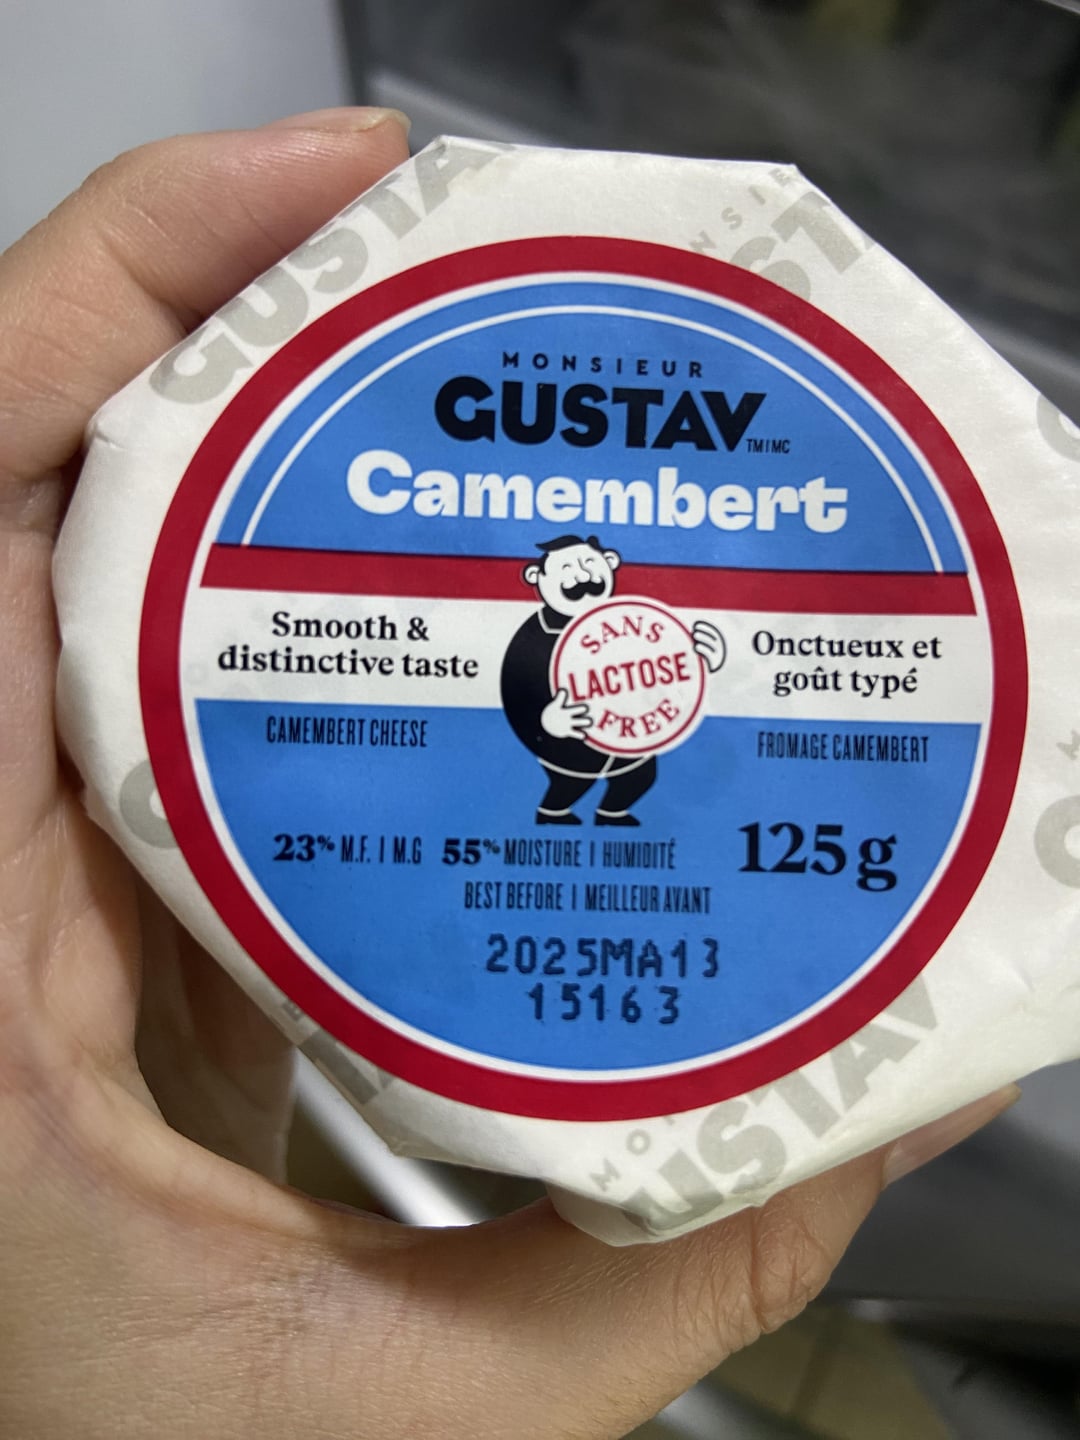 MONSIEUR
GUSTAV TM|MC
Camembert
Smooth &
distinctive taste
SANS
LACTOSE
FREE
Onctueux et
goût typé
CAMEMBERT CHEESE
FROMAGE CAMEMBERT
23% M.F. | M.G 55% MOISTURE | HUMIDITÉ
125 g
BEST BEFORE | MEILLEUR AVANT
2025MA13
15163
GUSTAV